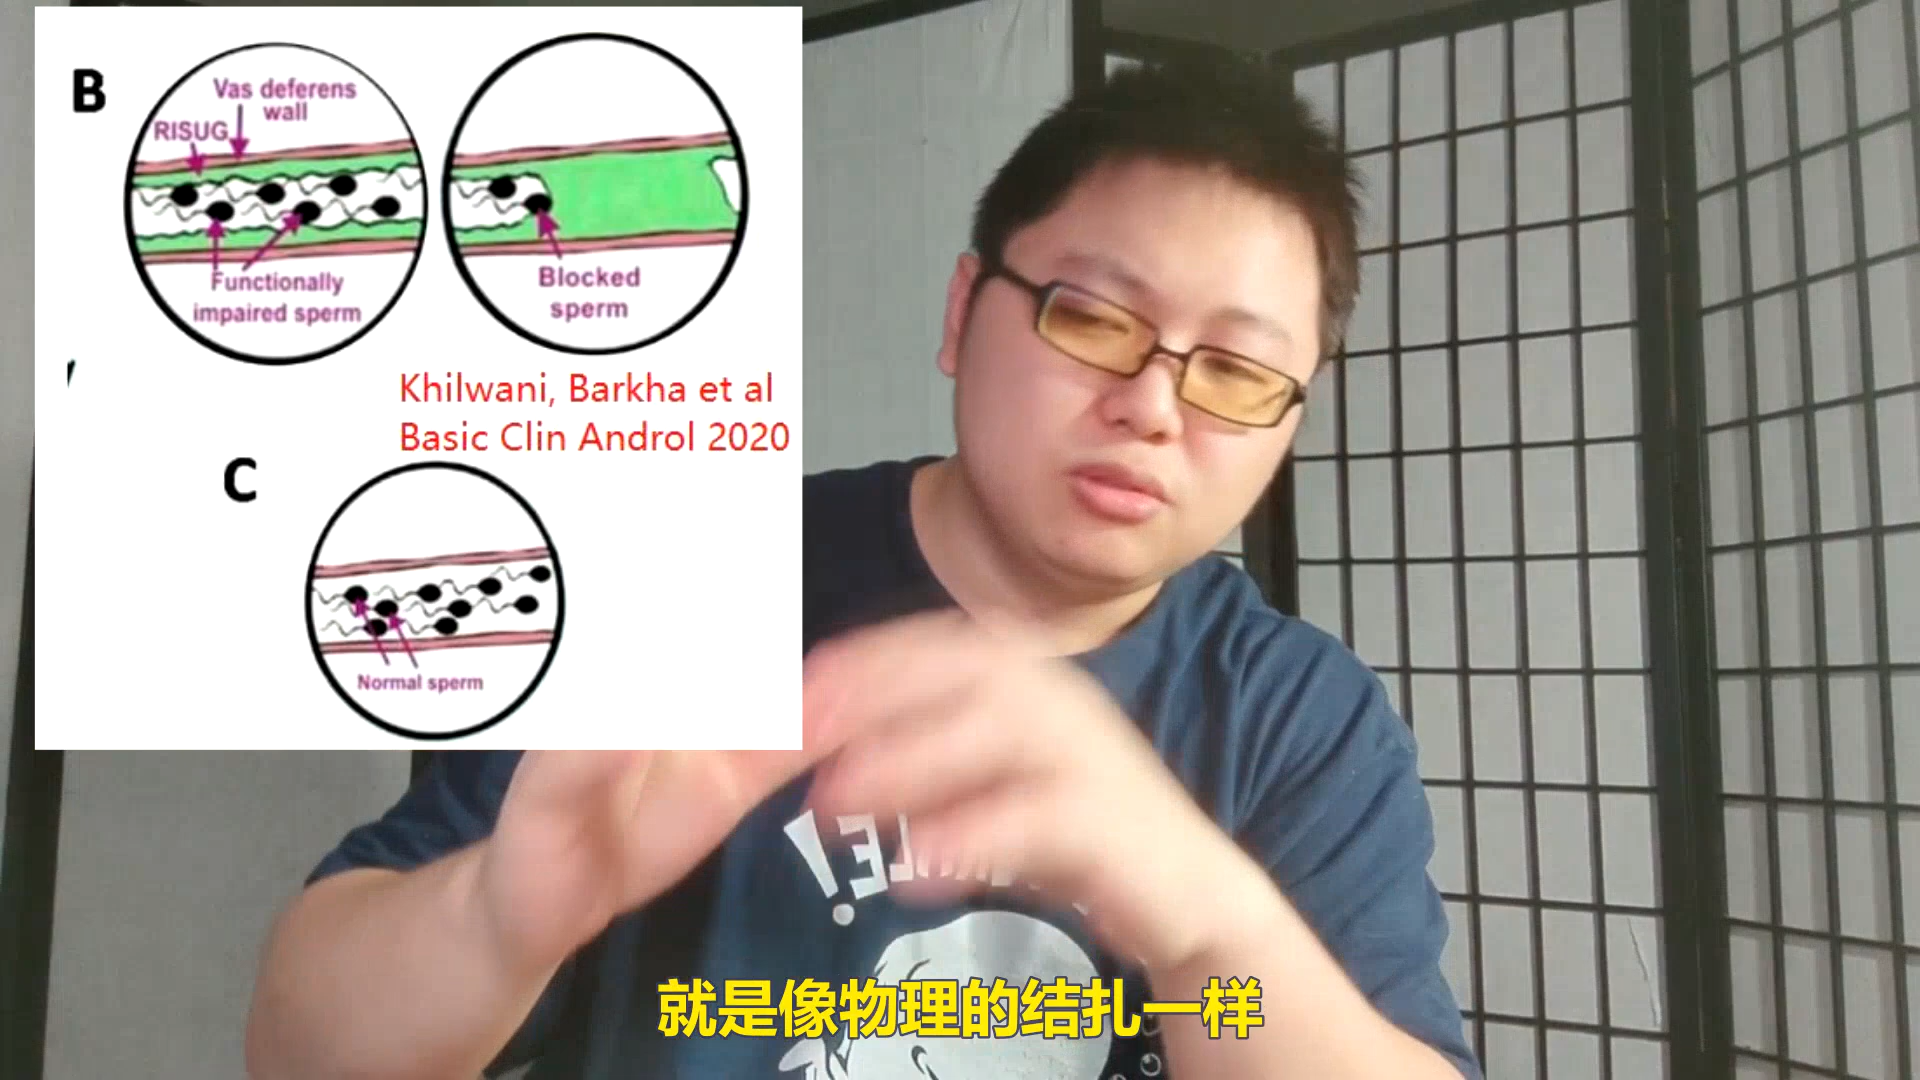 B
Vas deferens
wall
RISUG
Functionally
impaired sperm
Blocked
sperm
Khilwani, Barkha et al
Basic Clin Androl 2020
C
Normal sperm
就是像物理的结扎一样